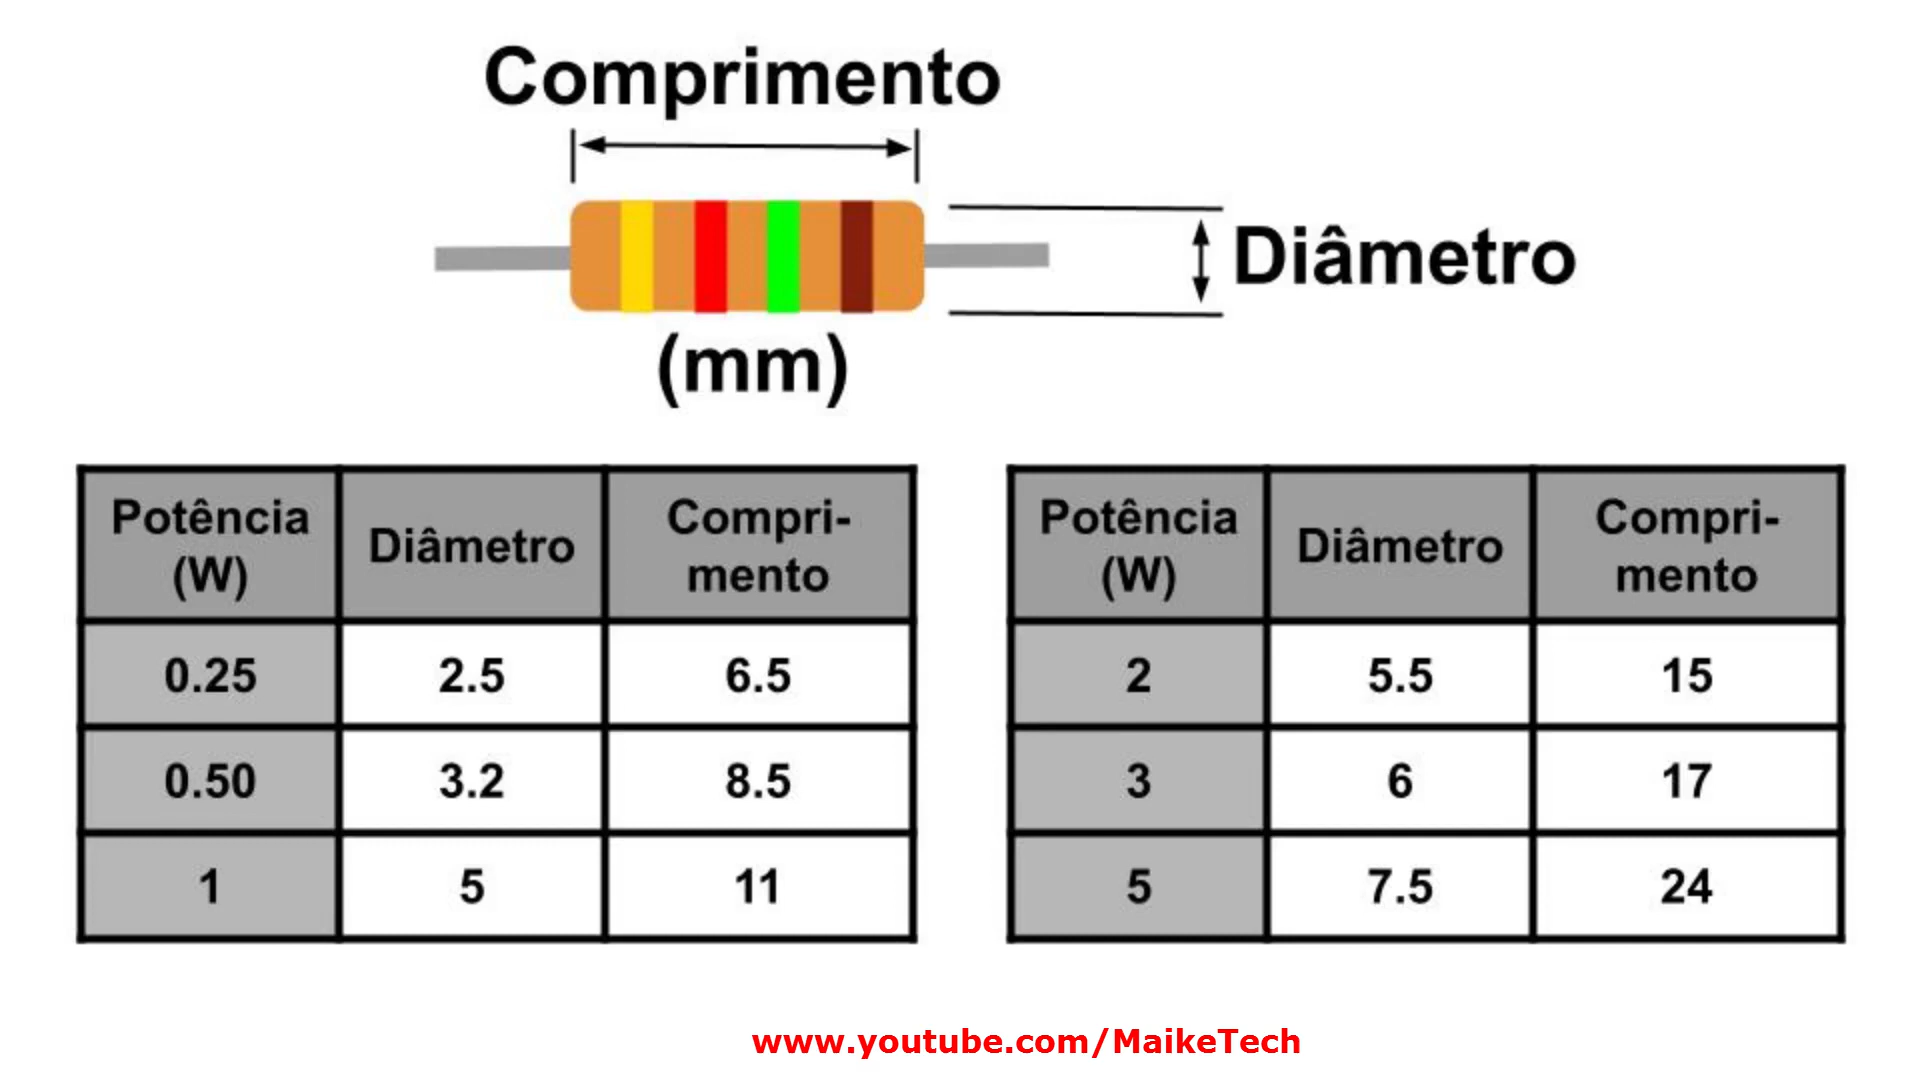 Comprimento
Diâmetro
(mm)
Potência (W) Diâmetro Compri-mento
0.25 2.5 6.5
0.50 3.2 8.5
1 5 11
Potência (W) Diâmetro Compri-mento
2 5.5 15
3 6 17
5 7.5 24
www.youtube.com/MaikeTech